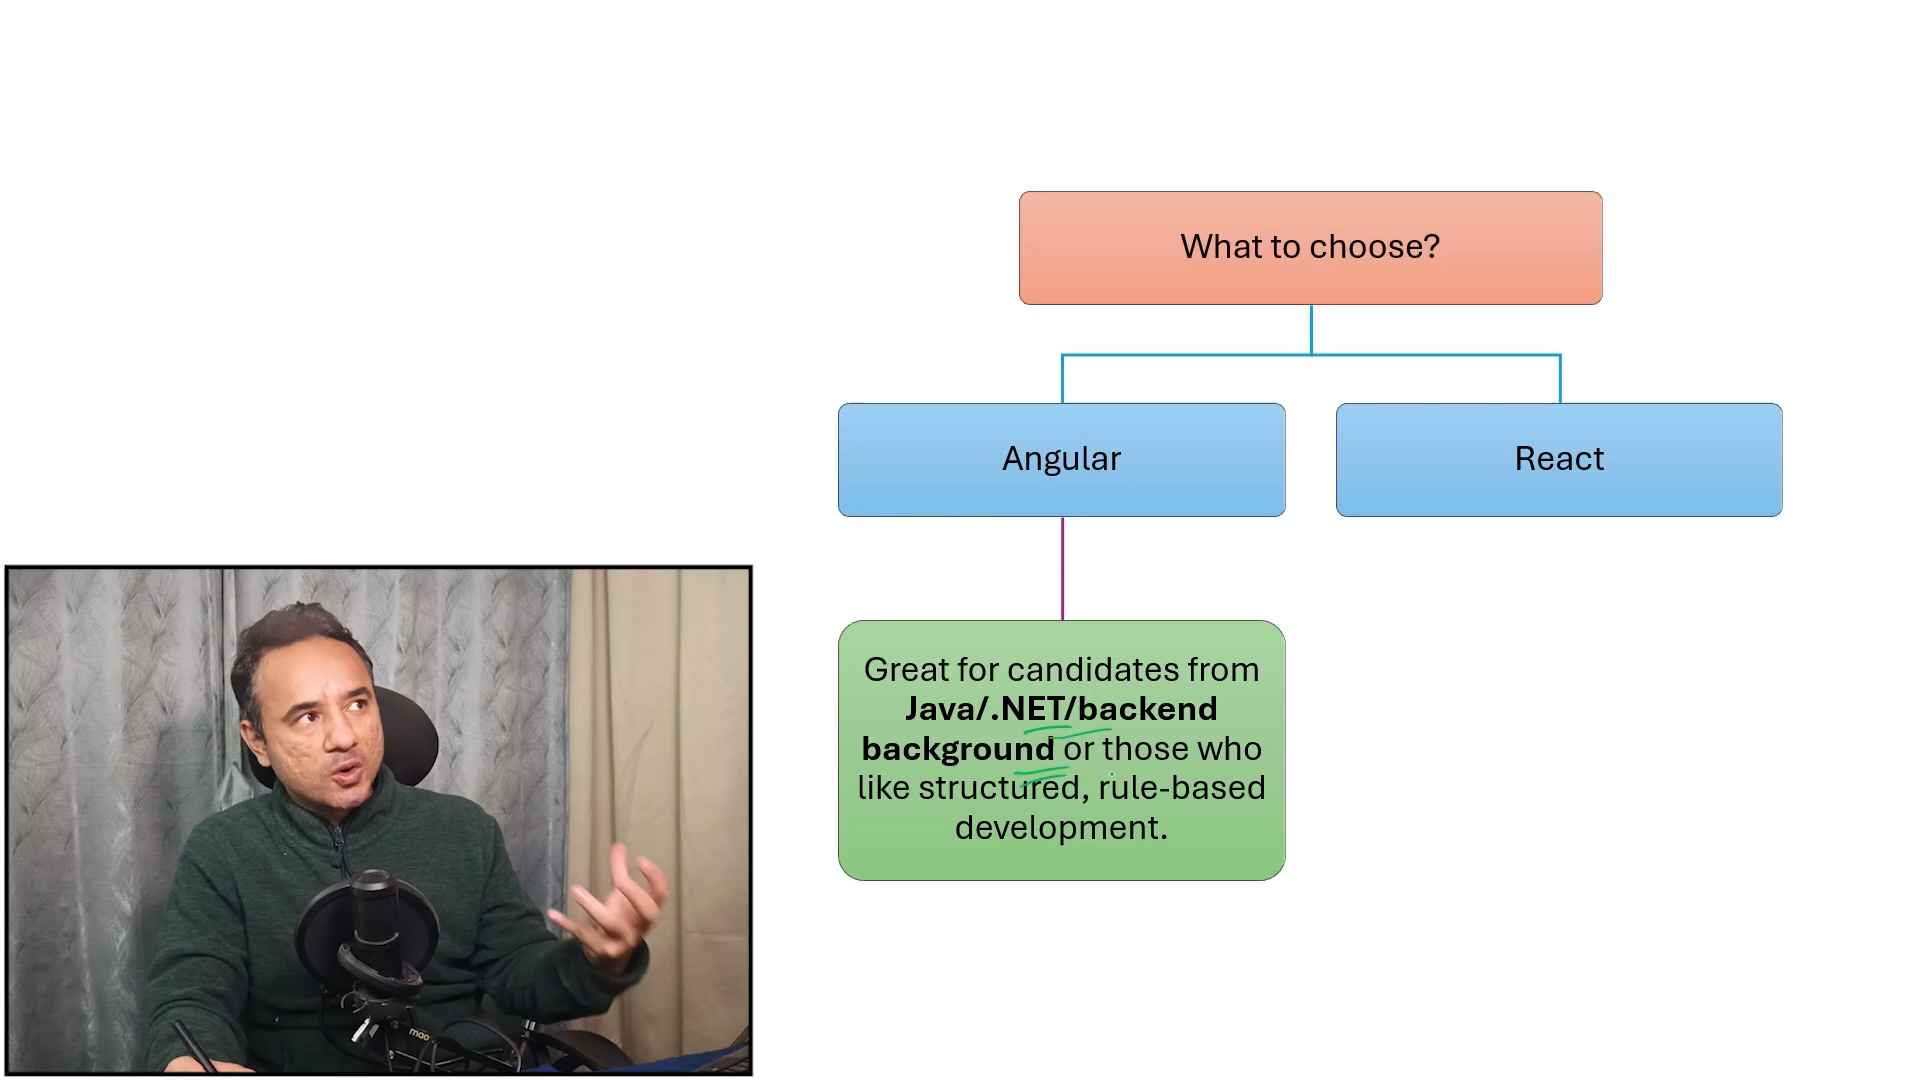 What to choose?
Angular
React
Great for candidates from
Java/.NET/backend
background or those who
like structured, rule-based
development.
maono